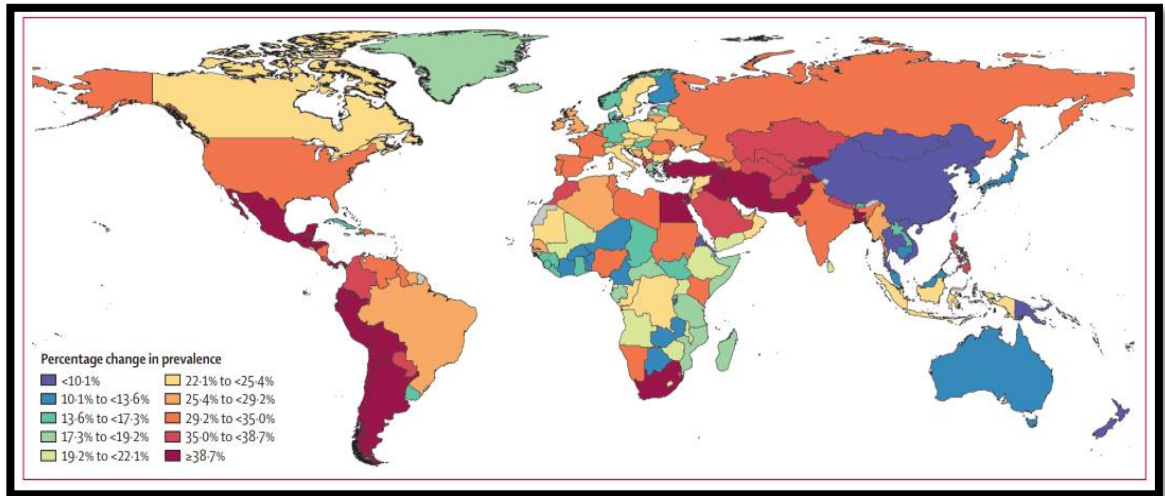 Percentage change in prevalence
<10·1%
10·1% to <13·6%
13·6% to <17·3%
17·3% to <19·2%
19·2% to <22·1%
22·1% to <25·4%
25·4% to <29·2%
29·2% to <35·0%
35·0% to <38·7%
≥38·7%